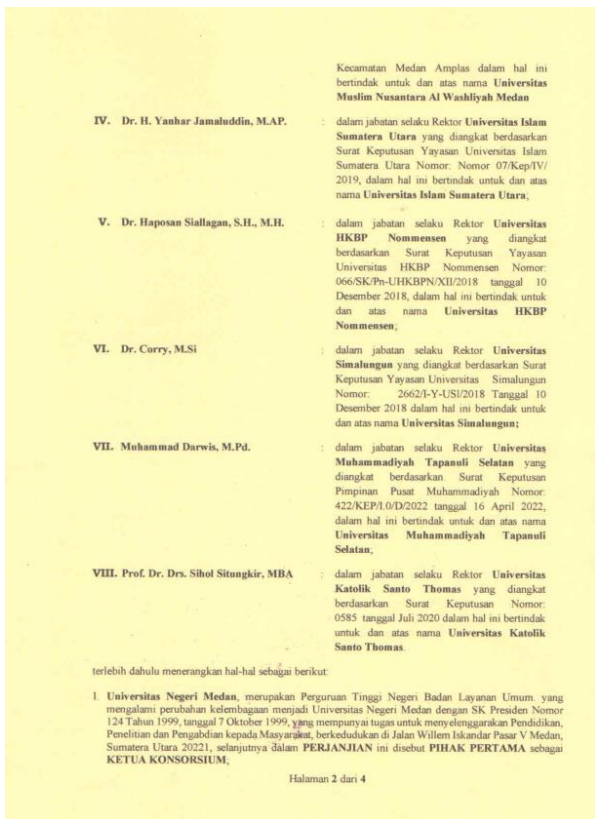 Kecamatan Medan Amplas dalam hal ini
bertindak untuk dan atas nama Universitas
Muslim Nusantara Al Washliyah Medan
IV. Dr. H. Yanhar Jamaluddin, M.AP. : dalam jabatan selaku Rektor Universitas Islam
Sumatera Utara yang diangkat berdasarkan
Surat Keputusan Yayasan Universitas Islam
Sumatera Utara Nomor: Nomor 07/Kep/IV/
2019, dalam hal ini bertindak untuk dan atas
nama Universitas Islam Sumatera Utara;
V. Dr. Haposan Siallagan, S.H., M.H. : dalam jabatan selaku Rektor Universitas
HKBP Nommensen yang diangkat
berdasarkan Surat Keputusan Yayasan
Universitas HKBP Nommensen Nomor:
066/SK/Pn-UHKBPN/XII/2018 tanggal 10
Desember 2018, dalam hal ini bertindak untuk
dan atas nama Universitas HKBP
Nommensen;
VI. Dr. Corry, M.Si : dalam jabatan selaku Rektor Universitas
Simalungun yang diangkat berdasarkan Surat
Keputusan Yayasan Universitas Simalungun
Nomor: 2662/I-Y-USI/2018 Tanggal 10
Desember 2018 dalam hal ini bertindak untuk
dan atas nama Universitas Simalungun;
VII. Muhammad Darwis, M.Pd. : dalam jabatan selaku Rektor Universitas
Muhammadiyah Tapanuli Selatan yang
diangkat berdasarkan Surat Keputusan
Pimpinan Pusat Muhammadiyah Nomor:
422/KEP/I.0/D/2022 tanggal 16 April 2022,
dalam hal ini bertindak untuk dan atas nama
Universitas Muhammadiyah Tapanuli
Selatan;
VIII. Prof. Dr. Drs. Sihol Situngkir, MBA : dalam jabatan selaku Rektor Universitas
Katolik Santo Thomas yang diangkat
berdasarkan Surat Keputusan Nomor:
0585 tanggal Juli 2020 dalam hal ini bertindak
untuk dan atas nama Universitas Katolik
Santo Thomas.
terlebih dahulu menerangkan hal-hal sebagai berikut:
1. Universitas Negeri Medan, merupakan Perguruan Tinggi Negeri Badan Layanan Umum. yang
mengalami perubahan kelembagaan menjadi Universitas Negeri Medan dengan SK Presiden Nomor
124 Tahun 1999, tanggal 7 Oktober 1999, yang mempunyai tugas untuk menyelenggarakan Pendidikan,
Penelitian dan Pengabdian kepada Masyarakat, berkedudukan di Jalan Willem Iskandar Pasar V Medan,
Sumatera Utara 20221, selanjutnya dalam PERJANJIAN ini disebut PIHAK PERTAMA sebagai
KETUA KONSORSIUM;
Halaman 2 dari 4